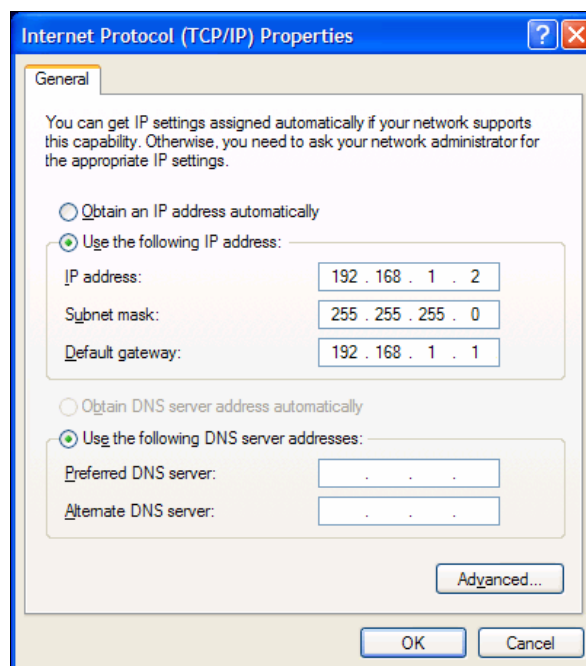 Internet Protocol (TCP/IP) Properties
General
You can get IP settings assigned automatically if your network supports
this capability. Otherwise, you need to ask your network administrator for
the appropriate IP settings.
Obtain an IP address automatically
Use the following IP address:
IP address: 192 . 168 . 1 . 2
Subnet mask: 255 . 255 . 255 . 0
Default gateway: 192 . 168 . 1 . 1
Obtain DNS server address automatically
Use the following DNS server addresses:
Preferred DNS server: . . .
Alternate DNS server: . . .
Advanced...
OK Cancel